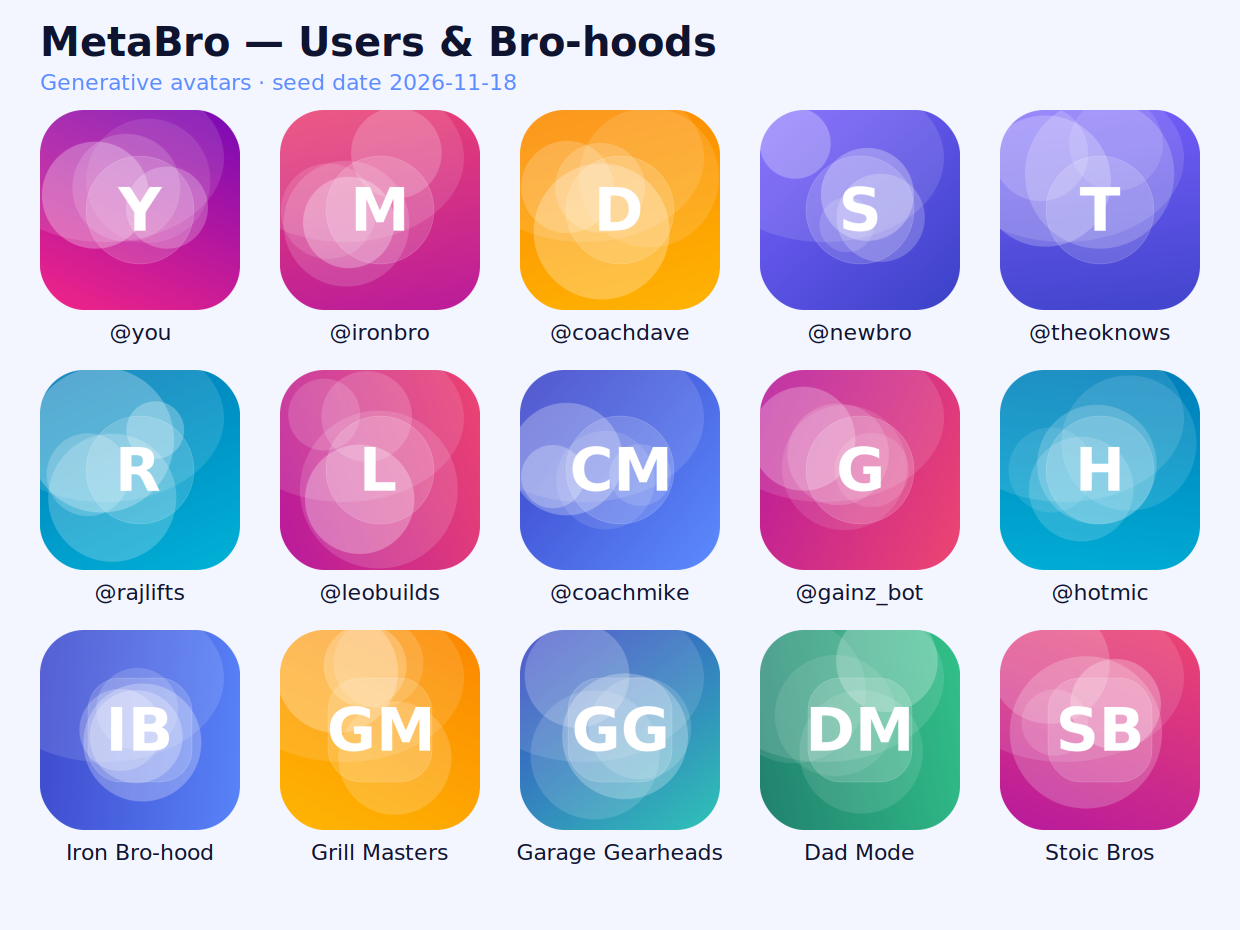 MetaBro — Users & Bro-hoods
Generative avatars · seed date 2026-11-18
Y M D S T
@you @ironbro @coachdave @newbro @theoknows
R L CM G H
@rajlifts @leobuilds @coachmike @gainz_bot @hotmic
IB GM GG DM SB
Iron Bro-hood Grill Masters Garage Gearheads Dad Mode Stoic Bros